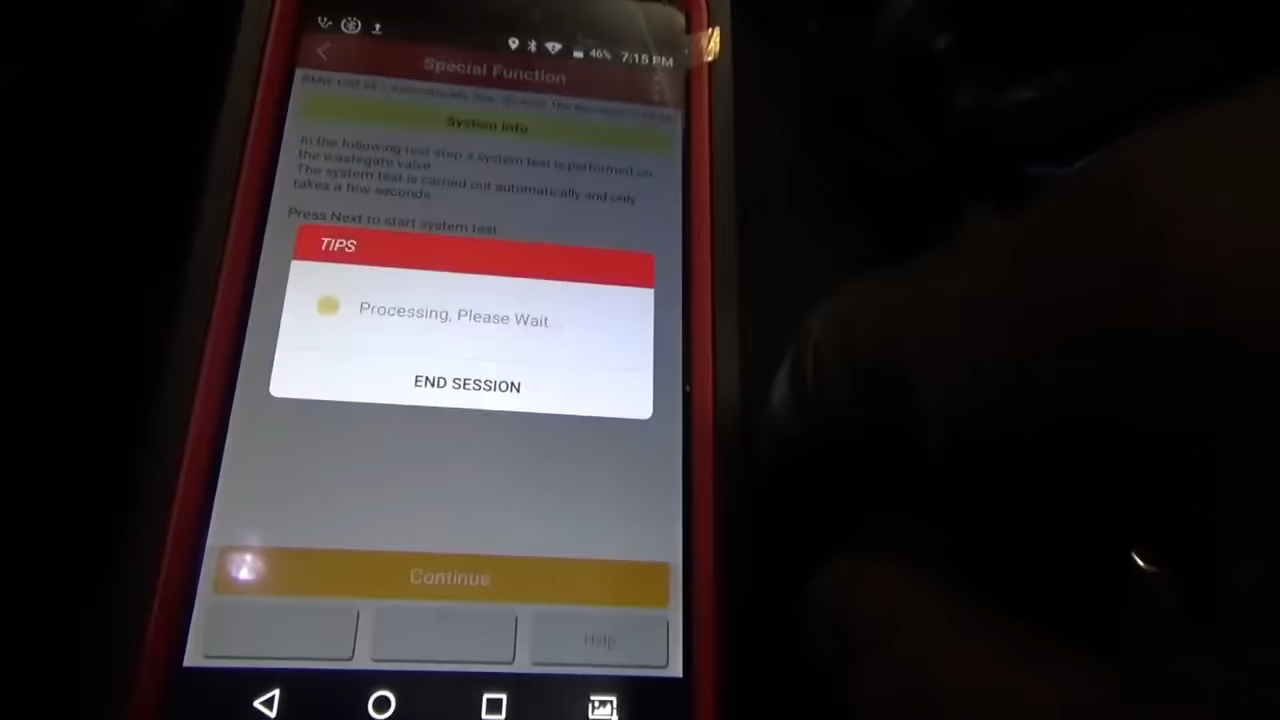 46% 7:15 PM
Special Function
System Info
In the following test step a system test is performed on
the wastegate valve
The system test is carried out automatically and only
takes a few seconds
Press Next to start system test
TIPS
Processing, Please Wait...
END SESSION
Continue
Help